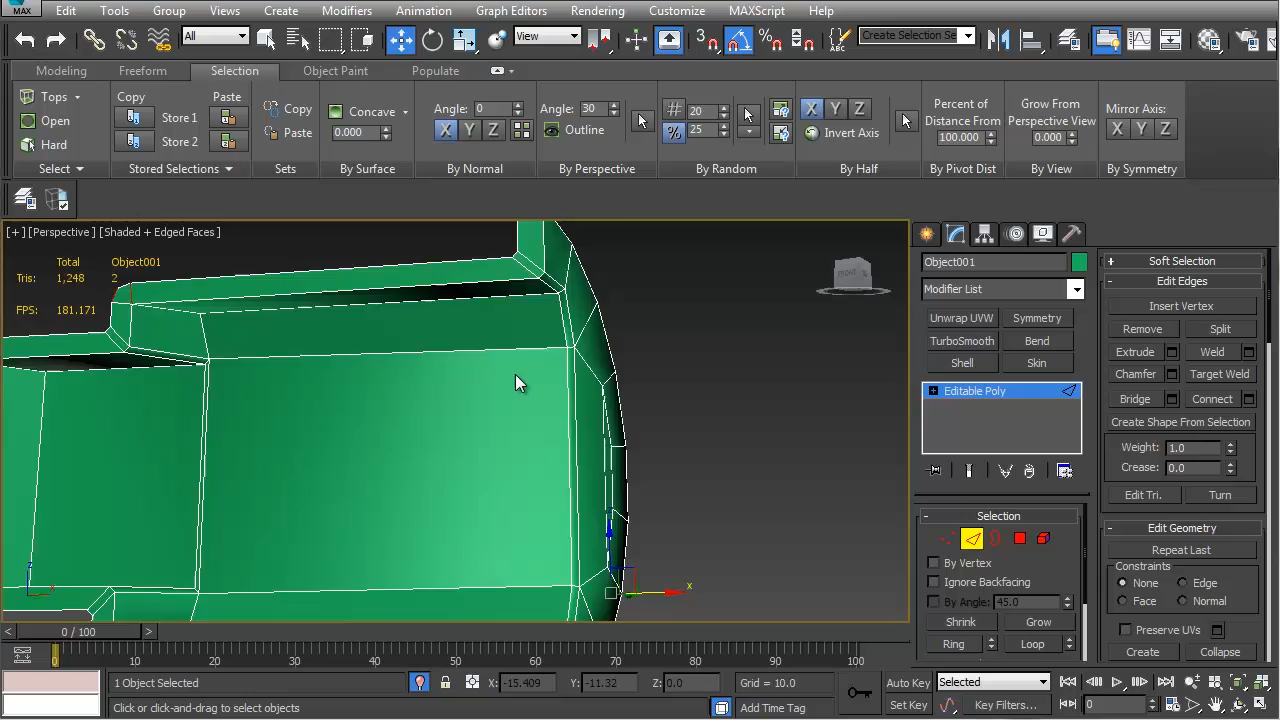 MAX Edit Tools Group Views Create Modifiers Animation Graph Editors Rendering Customize MAXScript Help
All View 3 Create Selection Se
Modeling Freeform Selection Object Paint Populate
Tops Copy Paste Copy Concave Angle: 0 Angle: 30 20 X Y Z Percent of Distance From Grow From Perspective View Mirror Axis:
Open Store 1 Paste 0.000 X Y Z Outline % 25 Invert Axis 100.000 0.000 X Y Z
Hard Store 2
Select Stored Selections Sets By Surface By Normal By Perspective By Random By Half By Pivot Dist By View By Symmetry
[+] [Perspective ] [Shaded + Edged Faces ]
Total Object001
Tris: 1,248 2
FPS: 181.171
FRONT
x
z
x
Object001
Modifier List
Unwrap UVW Symmetry
TurboSmooth Bend
Shell Skin
Editable Poly
- Selection
By Vertex
Ignore Backfacing
By Angle: 45.0
Shrink Grow
Ring Loop
+ Soft Selection
- Edit Edges
Insert Vertex
Remove Split
Extrude Weld
Chamfer Target Weld
Bridge Connect
Create Shape From Selection
Weight: 1.0
Crease: 0.0
Edit Tri. Turn
- Edit Geometry
Repeat Last
Constraints
None Edge
Face Normal
Preserve UVs
Create Collapse
< 0 / 100 >
0 10 20 30 40 50 60 70 80 90 100
1 Object Selected X: -15.409 Y: -11.32 Z: 0.0 Grid = 10.0 Auto Key Selected
Click or click-and-drag to select objects Add Time Tag Set Key Key Filters... 0